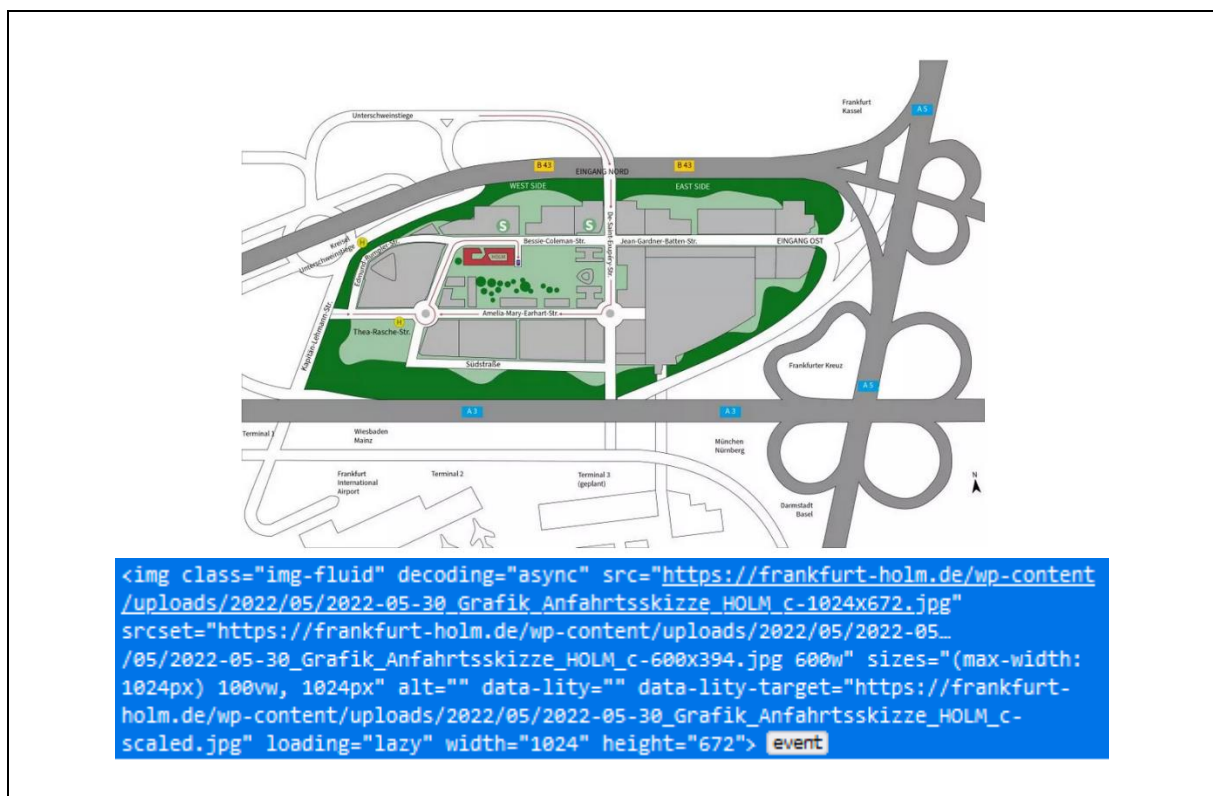 Frankfurt
Kassel
A 5
Unterschweinstiege
B 43
B 43
EINGANG NORD
WEST SIDE
EAST SIDE
S
S
De-Saint-Exupéry-Str.
Kreisel
Unterschweinstiege
H
Edmund-Rumpler-Str.
Bessie-Coleman-Str.
Jean-Gardner-Batten-Str.
EINGANG OST
HOLM
Kapitän-Lehmann-Str.
Amelia-Mary-Earhart-Str.
H
Thea-Rasche-Str.
Südstraße
Frankfurter Kreuz
A 5
A 3
A 3
Terminal 1
Wiesbaden
Mainz
München
Nürnberg
Frankfurt
International
Airport
Terminal 2
Terminal 3
(geplant)
N
Darmstadt
Basel
<img class="img-fluid" decoding="async" src="https://frankfurt-holm.de/wp-content
/uploads/2022/05/2022-05-30_Grafik_Anfahrtsskizze_HOLM_c-1024x672.jpg"
srcset="https://frankfurt-holm.de/wp-content/uploads/2022/05/2022-05…
/05/2022-05-30_Grafik_Anfahrtsskizze_HOLM_c-600x394.jpg 600w" sizes="(max-width:
1024px) 100vw, 1024px" alt="" data-lity="" data-lity-target="https://frankfurt-
holm.de/wp-content/uploads/2022/05/2022-05-30_Grafik_Anfahrtsskizze_HOLM_c-
scaled.jpg" loading="lazy" width="1024" height="672"> event